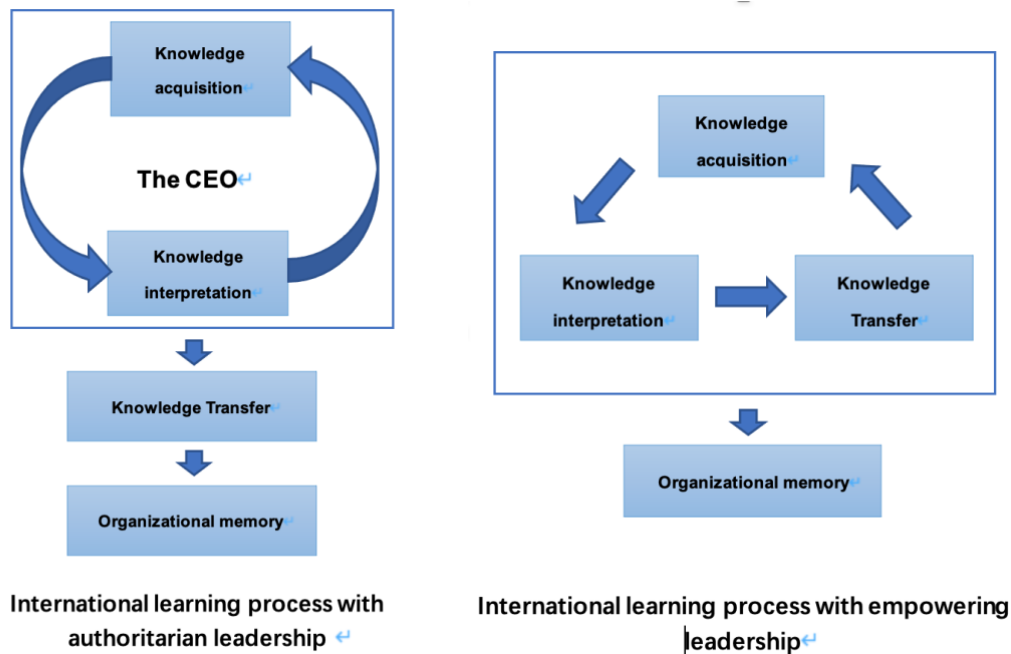 Knowledge
acquisition
The CEO
Knowledge
interpretation
Knowledge Transfer
Organizational memory
International learning process with
authoritarian leadership
Knowledge
acquisition
Knowledge
interpretation
Knowledge
Transfer
Organizational memory
International learning process with empowering
leadership